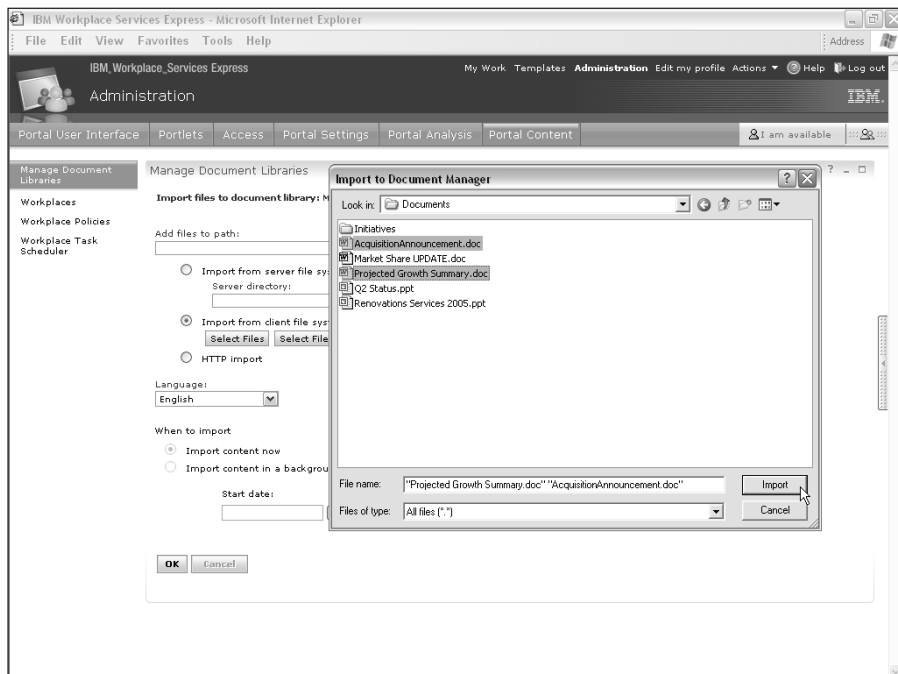 IBM Workplace Services Express - Microsoft Internet Explorer
File Edit View Favorites Tools Help
Address
IBM_Workplace_Services Express
My Work Templates Administration Edit my profile Actions Help Log out
Administration
IBM.
Portal User Interface Portlets Access Portal Settings Portal Analysis Portal Content
I am available
Manage Document
Libraries
Workplaces
Workplace Policies
Workplace Task
Scheduler
Manage Document Libraries
Import files to document library: M
Add files to path:
Import from server file sy
Server directory:
Import from client file sys
Select Files Select File
HTTP import
Language:
English
When to import
Import content now
Import content in a backgrou
Start date:
OK Cancel
Import to Document Manager
Look in: Documents
Initiatives
AcquisitionAnnouncement.doc
Market Share UPDATE.doc
Projected Growth Summary.doc
Q2 Status.ppt
Renovations Services 2005.ppt
File name: "Projected Growth Summary.doc" "AcquisitionAnnouncement.doc"
Import
Files of type: All files (*.*)
Cancel